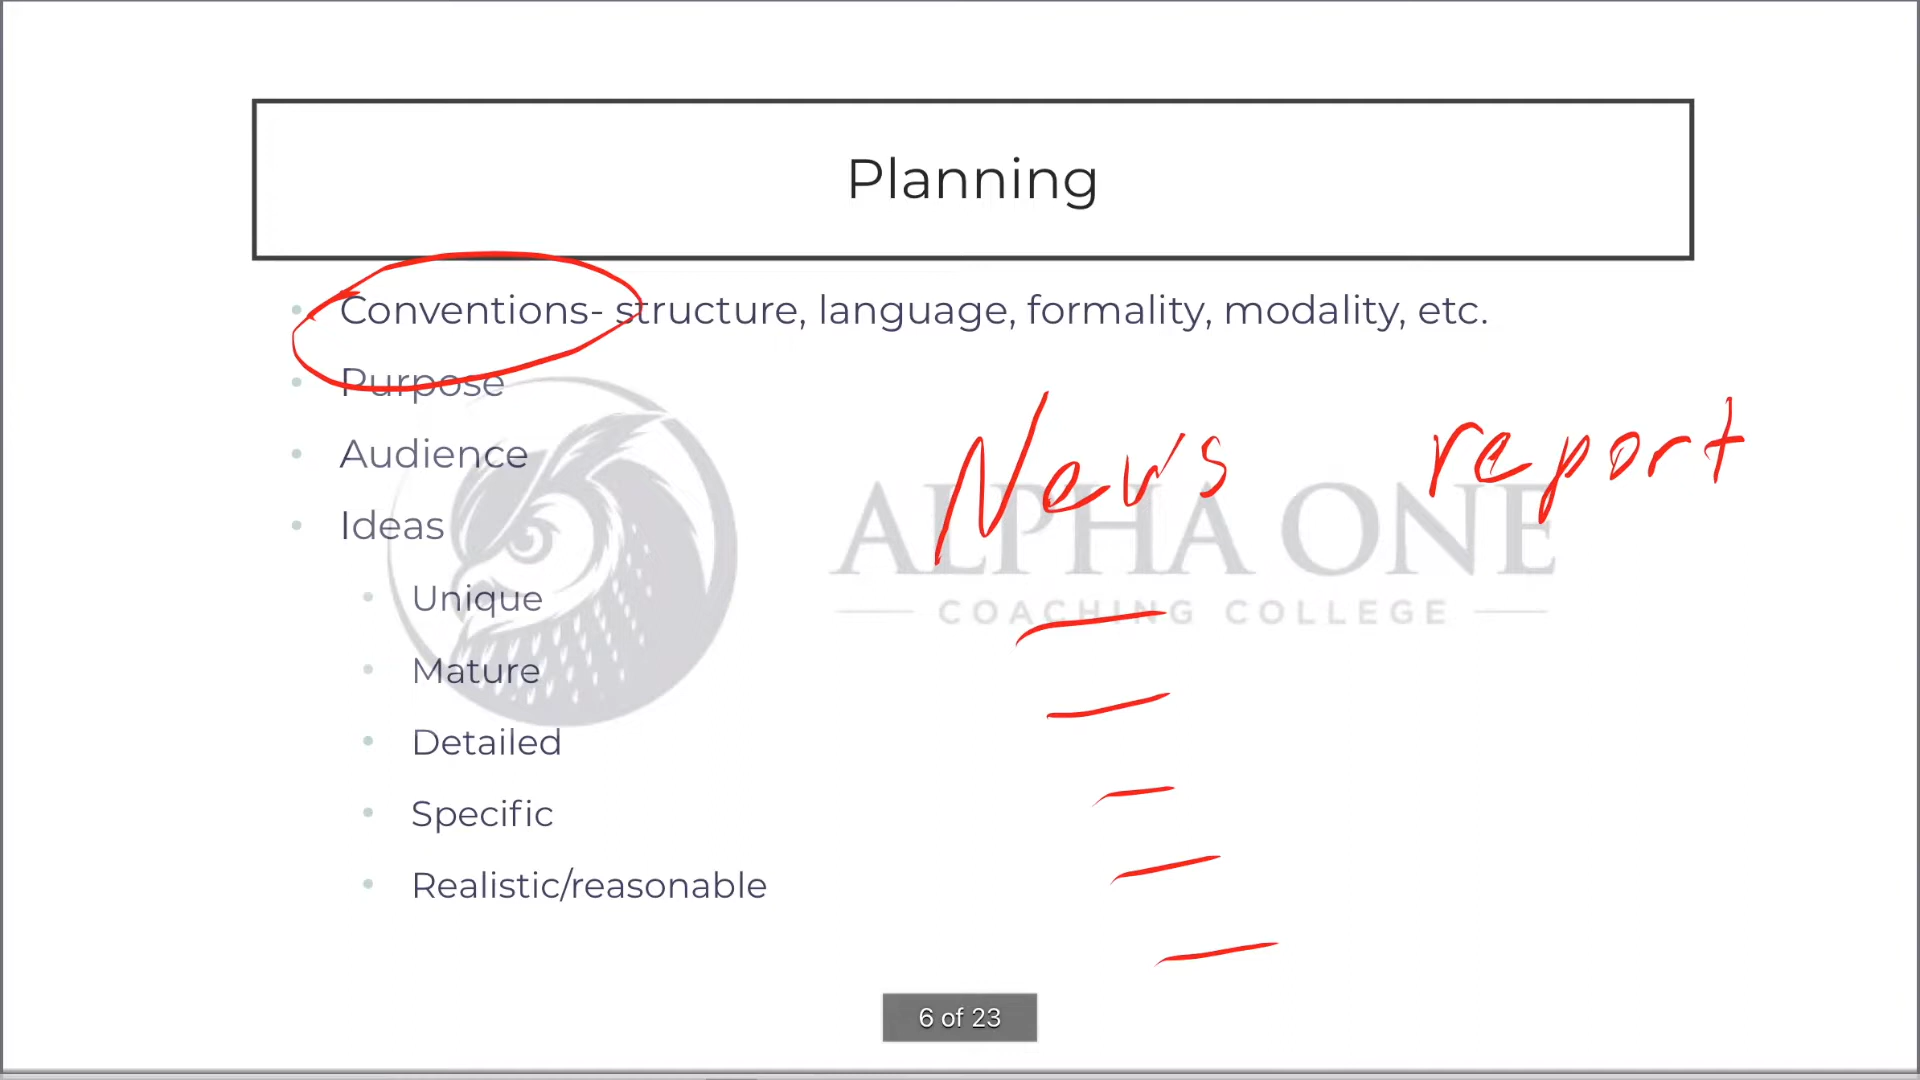 Planning
Conventions- structure, language, formality, modality, etc.
Purpose
Audience
Ideas
Unique
Mature
Detailed
Specific
Realistic/reasonable
News report
ALPHA ONE
COACHING COLLEGE
6 of 23